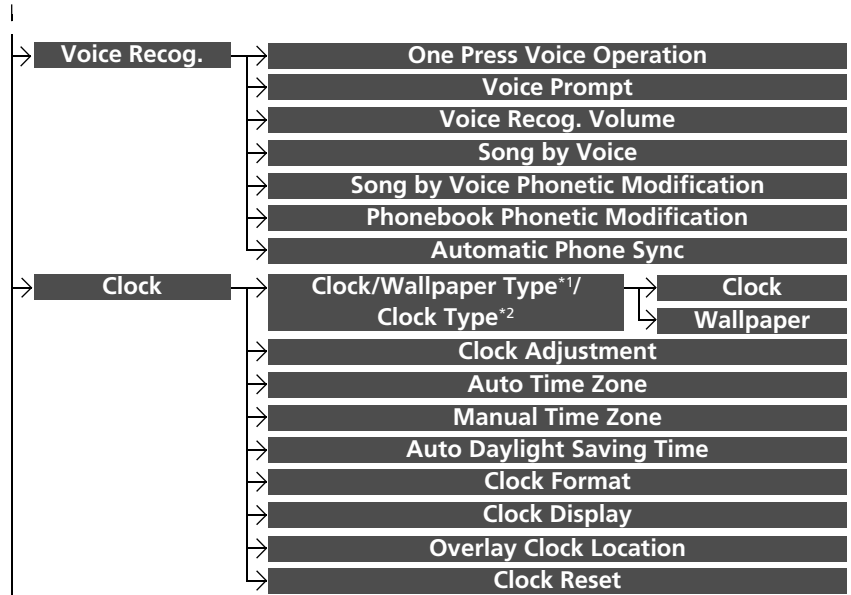 Voice Recog.
One Press Voice Operation
Voice Prompt
Voice Recog. Volume
Song by Voice
Song by Voice Phonetic Modification
Phonebook Phonetic Modification
Automatic Phone Sync
Clock
Clock/Wallpaper Type*1/
Clock Type*2
Clock
Wallpaper
Clock Adjustment
Auto Time Zone
Manual Time Zone
Auto Daylight Saving Time
Clock Format
Clock Display
Overlay Clock Location
Clock Reset